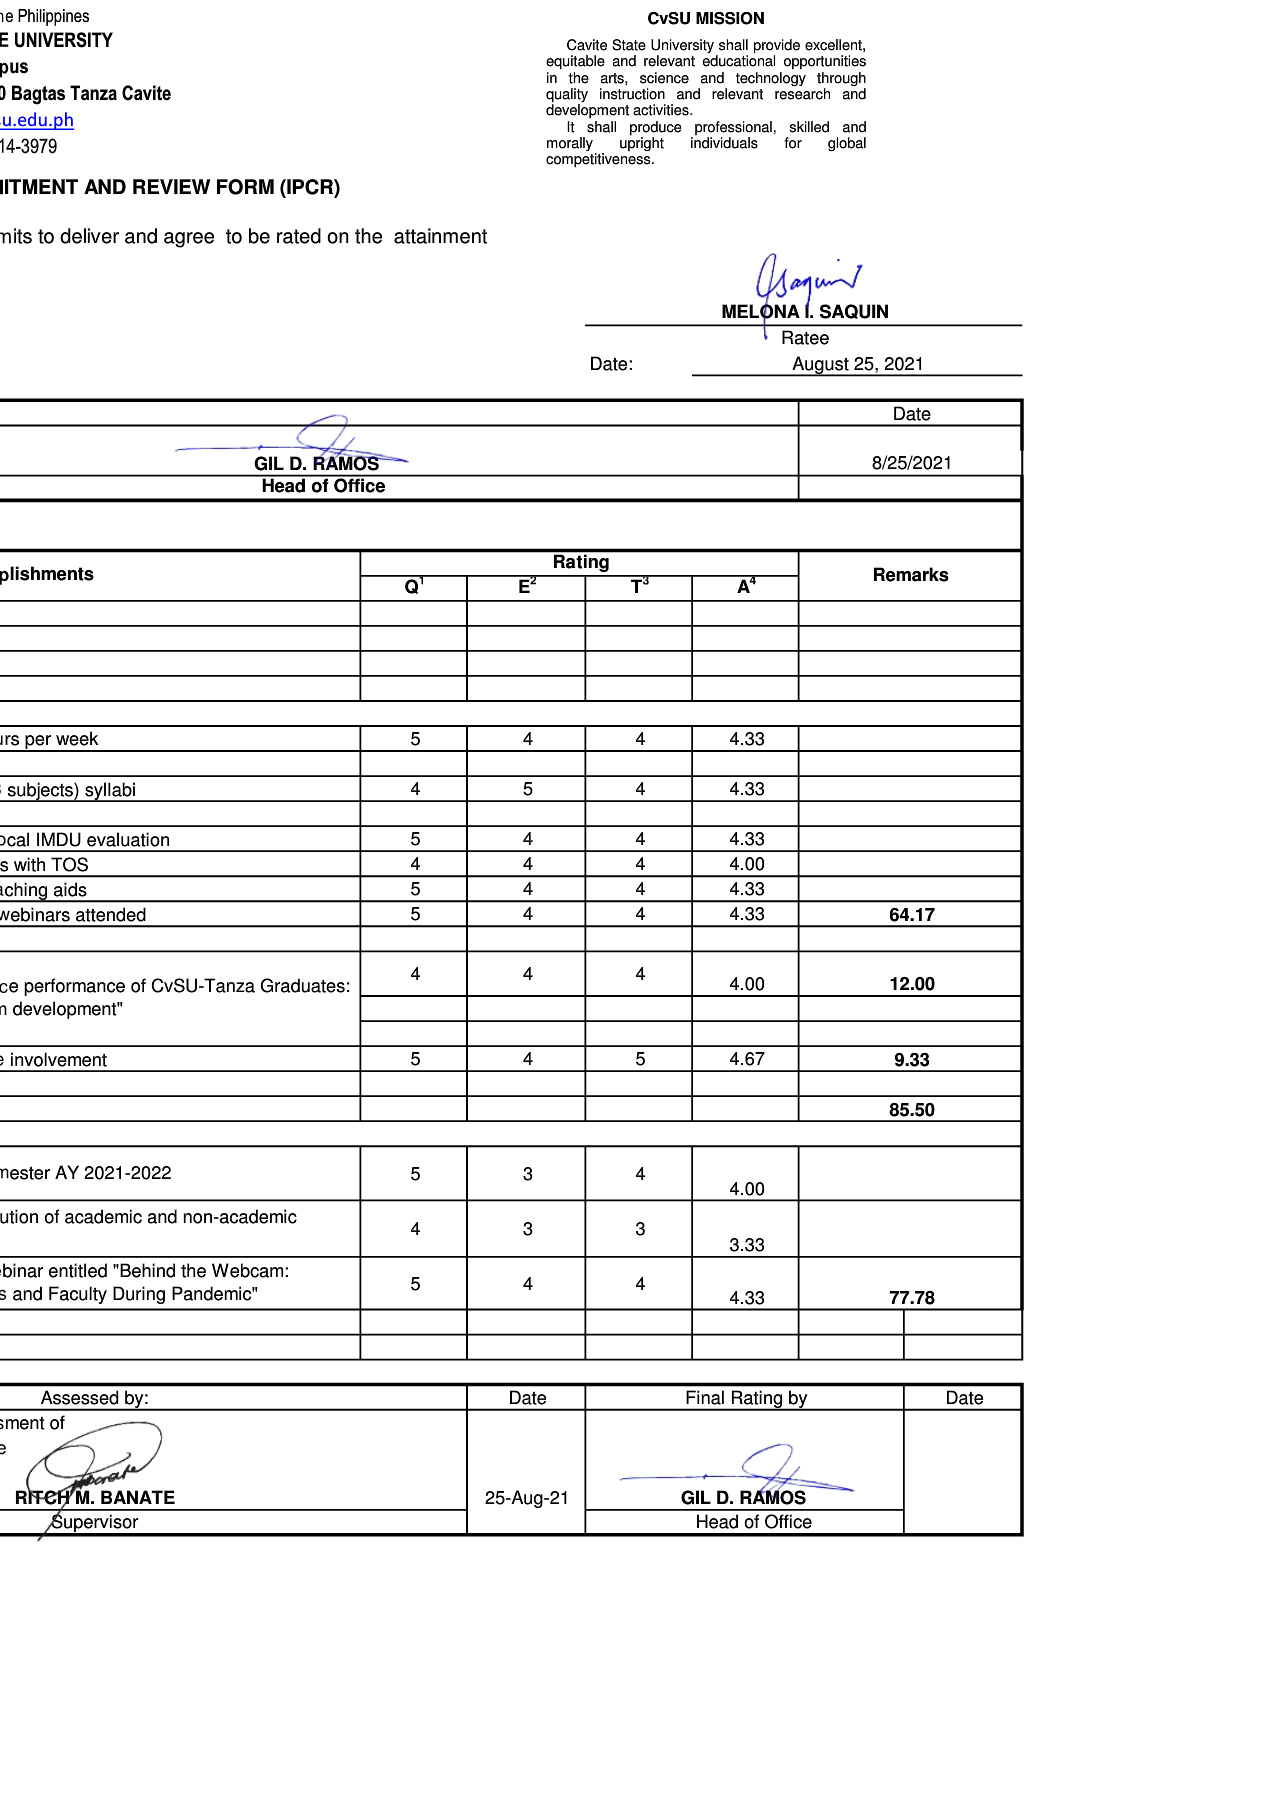 ne Philippines
E UNIVERSITY
pus
0 Bagtas Tanza Cavite
su.edu.ph
14-3979
CvSU MISSION
Cavite State University shall provide excellent,
equitable and relevant educational opportunities
in the arts, science and technology through
quality instruction and relevant research and
development activities.
It shall produce professional, skilled and
morally upright individuals for global
competitiveness.
ITMENT AND REVIEW FORM (IPCR)
mits to deliver and agree to be rated on the attainment
Jsaquin
MELONA I. SAQUIN
Ratee
Date: August 25, 2021
Date
GIL D. RAMOS 8/25/2021
Head of Office
plishments Rating Remarks
Q¹ E² T³ A⁴
urs per week 5 4 4 4.33
subjects) syllabi 4 5 4 4.33
ocal IMDU evaluation 5 4 4 4.33
s with TOS 4 4 4 4.00
aching aids 5 4 4 4.33
webinars attended 5 4 4 4.33 64.17
ce performance of CvSU-Tanza Graduates: 4 4 4 4.00 12.00
m development"
e involvement 5 4 5 4.67 9.33
85.50
mester AY 2021-2022 5 3 4 4.00
ution of academic and non-academic 4 3 3 3.33
ebinar entitled "Behind the Webcam:
s and Faculty During Pandemic" 5 4 4 4.33 77.78
Assessed by: Date Final Rating by Date
sment of
e
RITCH M. BANATE 25-Aug-21 GIL D. RAMOS
Supervisor Head of Office